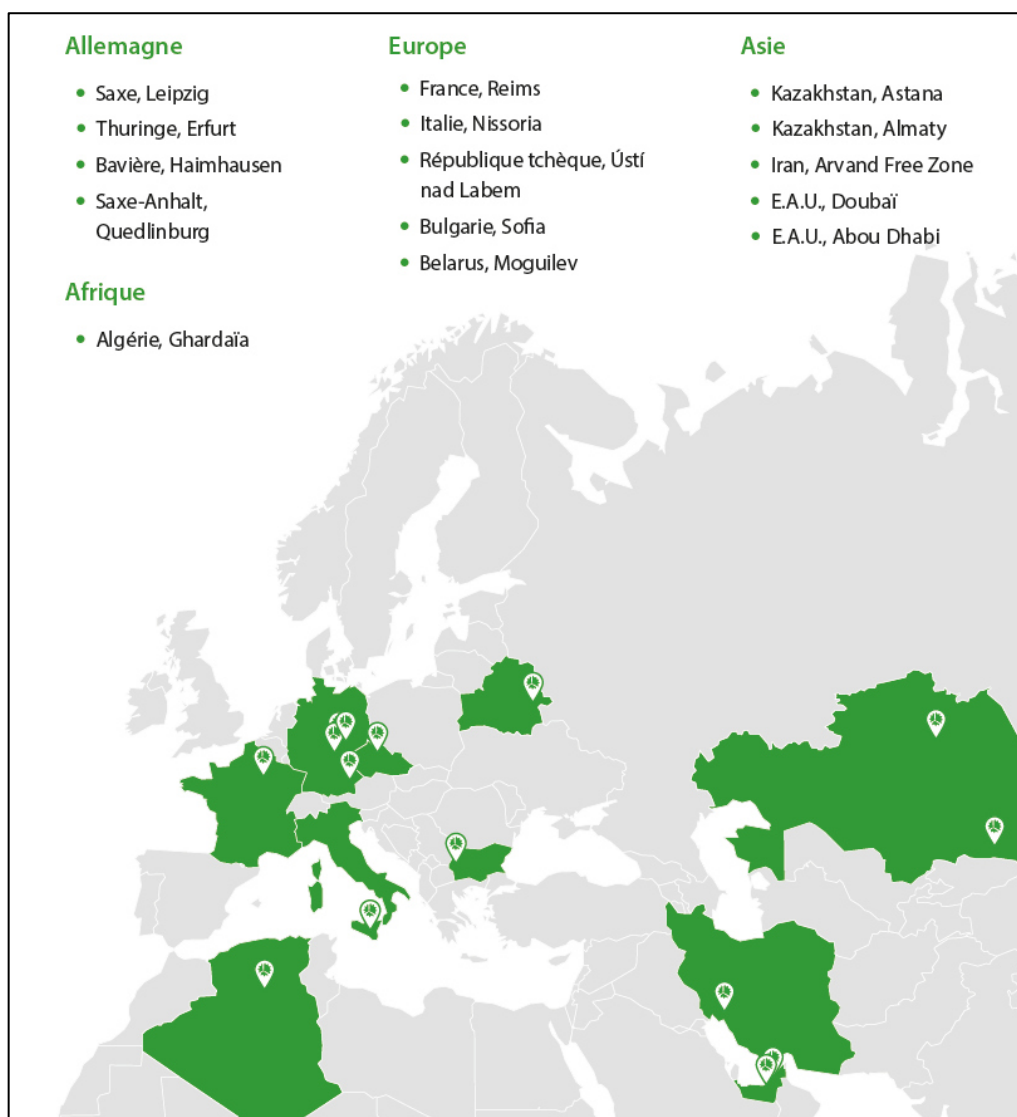 Allemagne
• Saxe, Leipzig
• Thuringe, Erfurt
• Bavière, Haimhausen
• Saxe-Anhalt,
Quedlinburg
Afrique
• Algérie, Ghardaïa
Europe
• France, Reims
• Italie, Nissoria
• République tchèque, Ústí
nad Labem
• Bulgarie, Sofia
• Belarus, Moguilev
Asie
• Kazakhstan, Astana
• Kazakhstan, Almaty
• Iran, Arvand Free Zone
• E.A.U., Doubaï
• E.A.U., Abou Dhabi